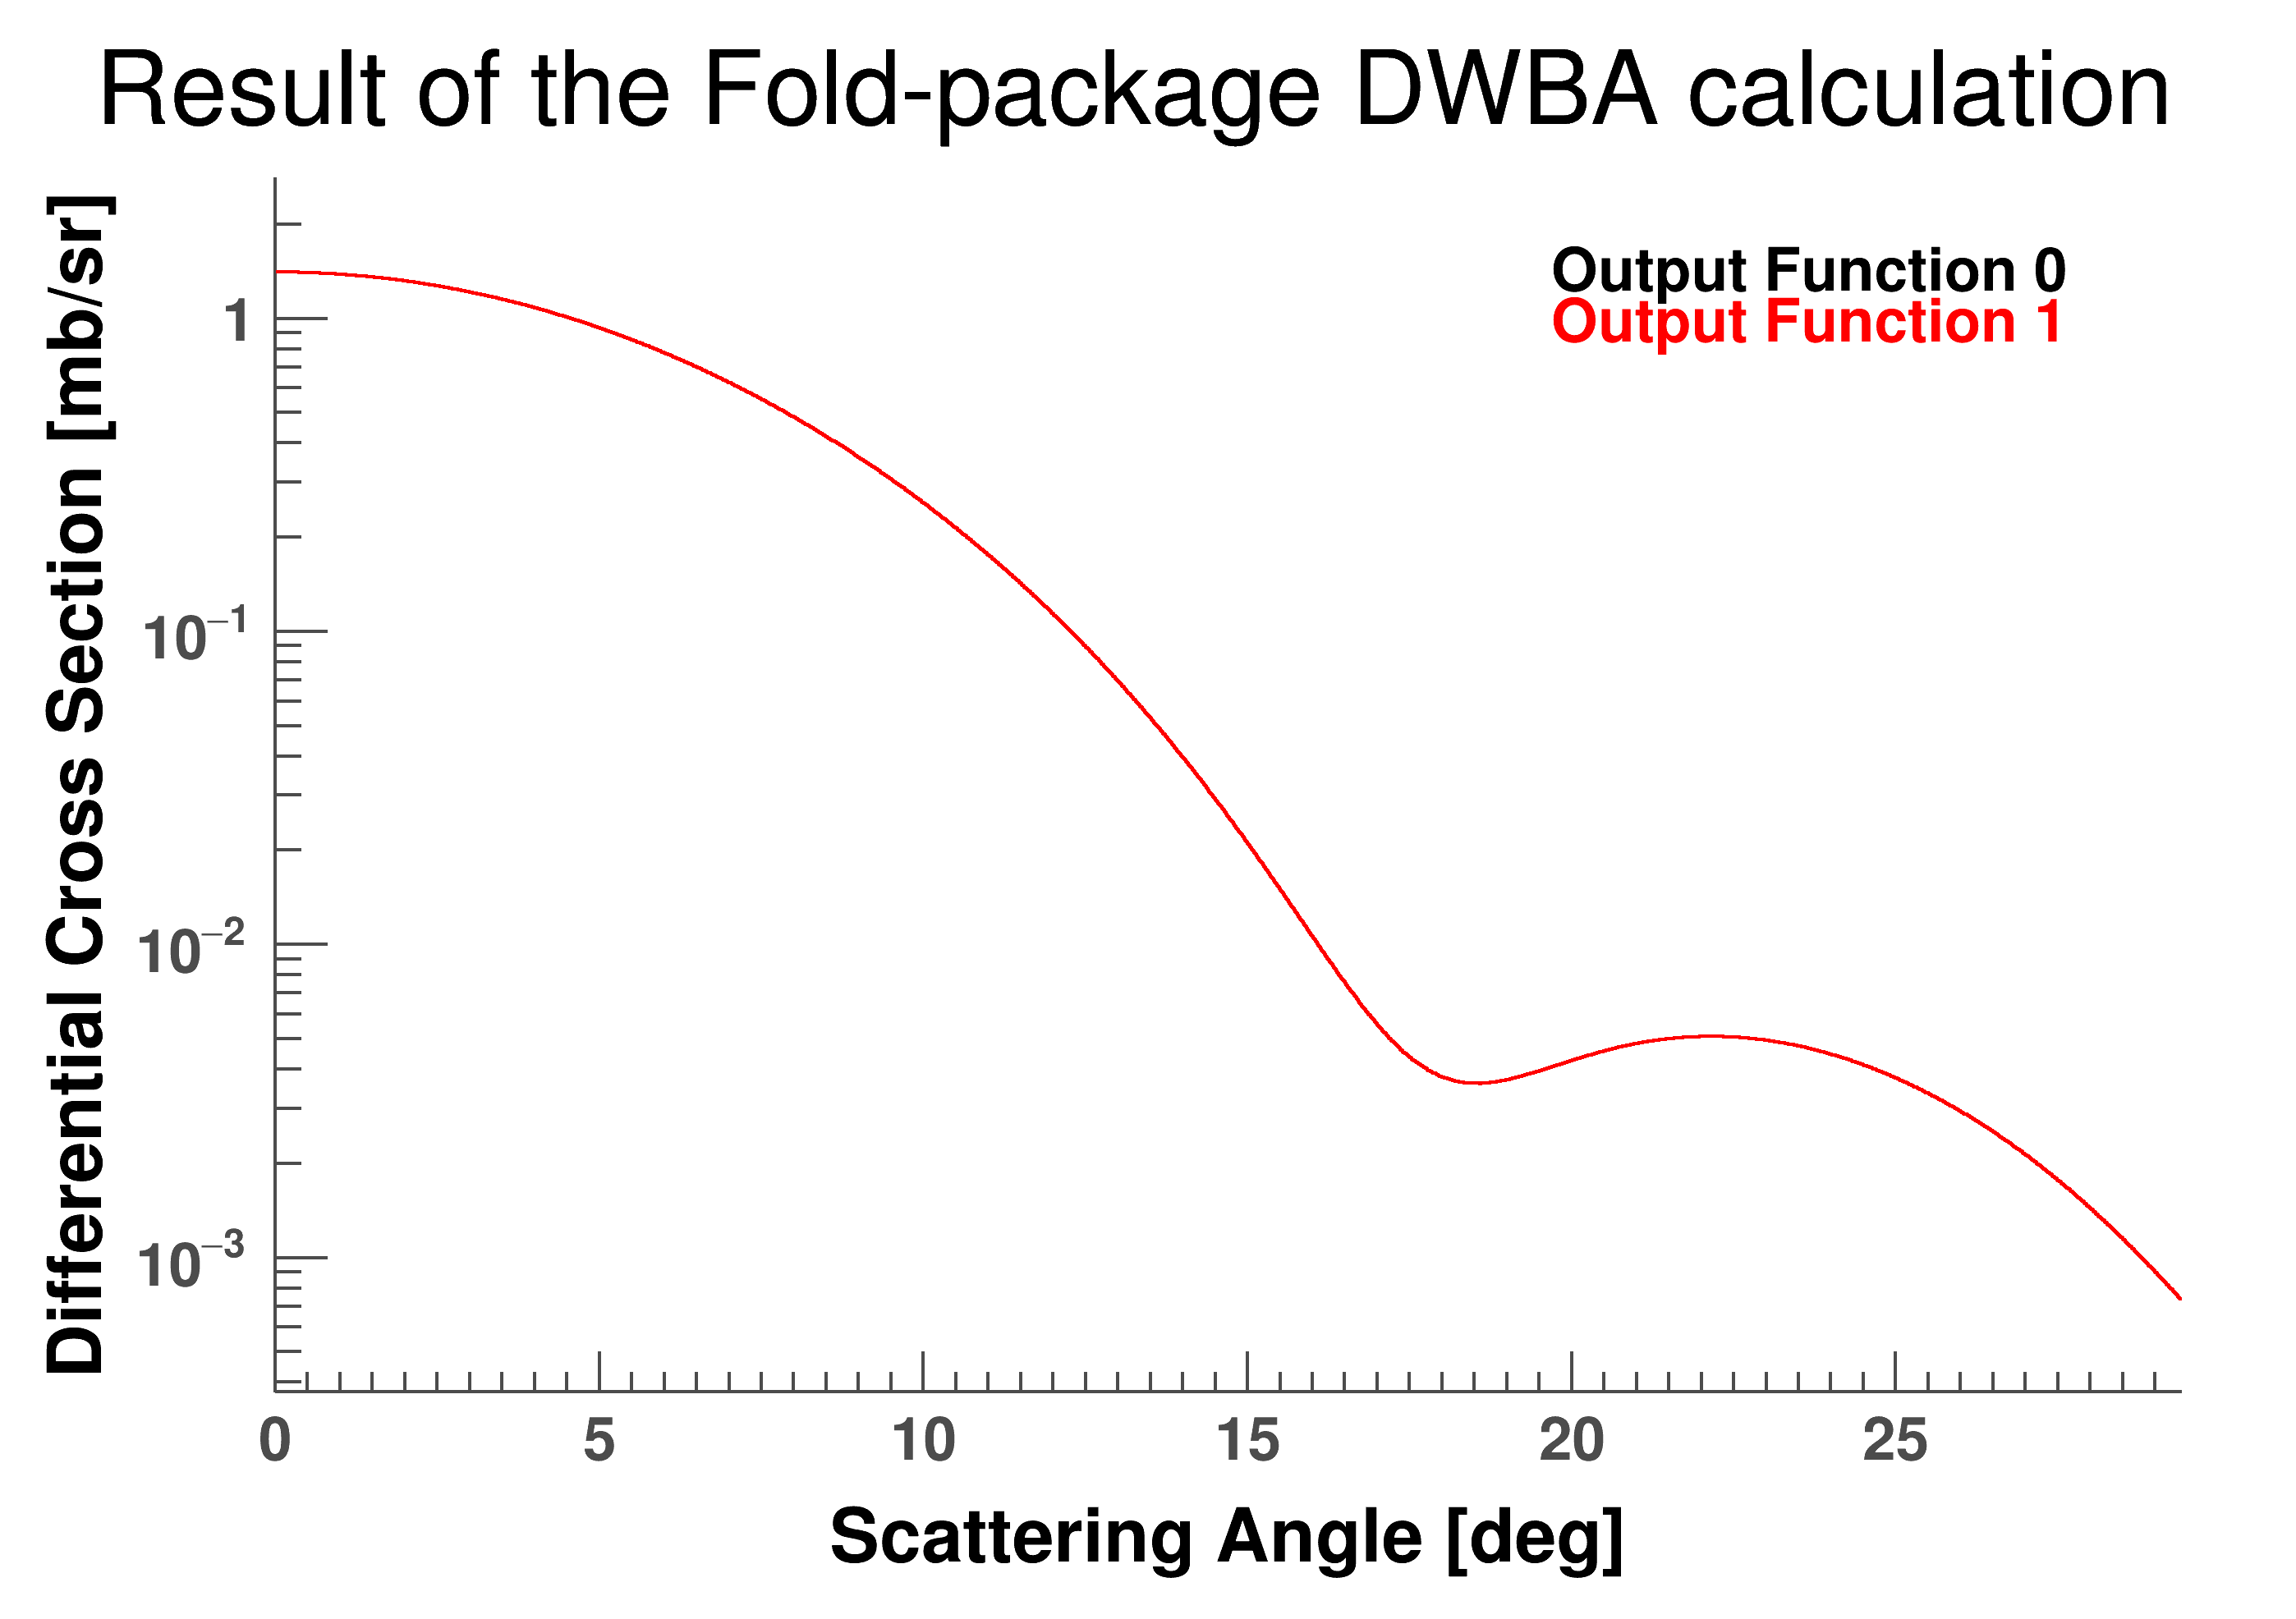 Result of the Fold-package DWBA calculation
Differential Cross Section [mb/sr]
Output Function 0
Output Function 1
1
10⁻¹
10⁻²
10⁻³
0 5 10 15 20 25
Scattering Angle [deg]